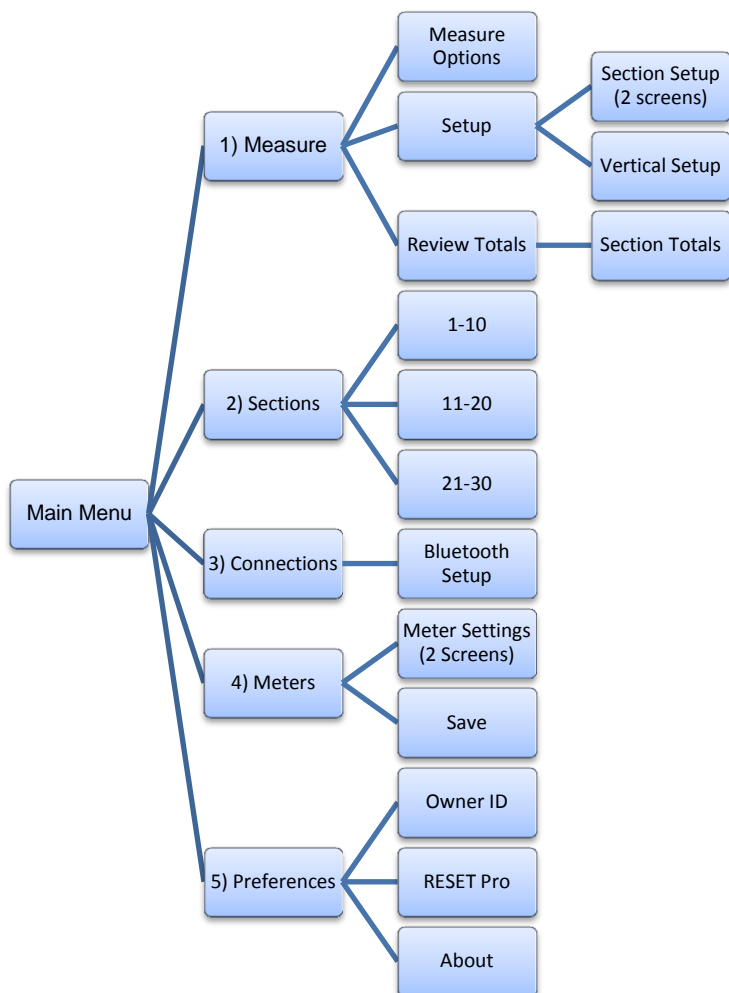 Main Menu
1) Measure
Measure
Options
Setup
Section Setup
(2 screens)
Vertical Setup
Review Totals
Section Totals
2) Sections
1-10
11-20
21-30
3) Connections
Bluetooth
Setup
4) Meters
Meter Settings
(2 Screens)
Save
5) Preferences
Owner ID
RESET Pro
About